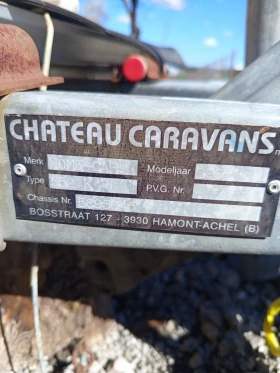 CHATEAU CARAVANS
Merk Modeljaar
Type P.V.G. Nr.
Chassis Nr.
BOSSTRAAT 127 - 3930 HAMONT-ACHEL (B)